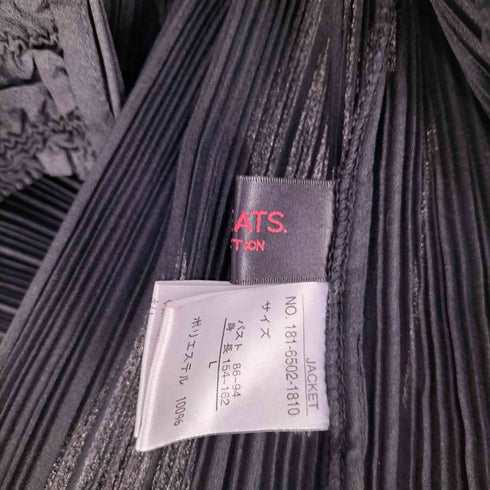 EATS.
TION
JACKET
NO. 181-6502-1810
サイズ
バスト 86-94
身長 154-162
L
ポリエステル 100%